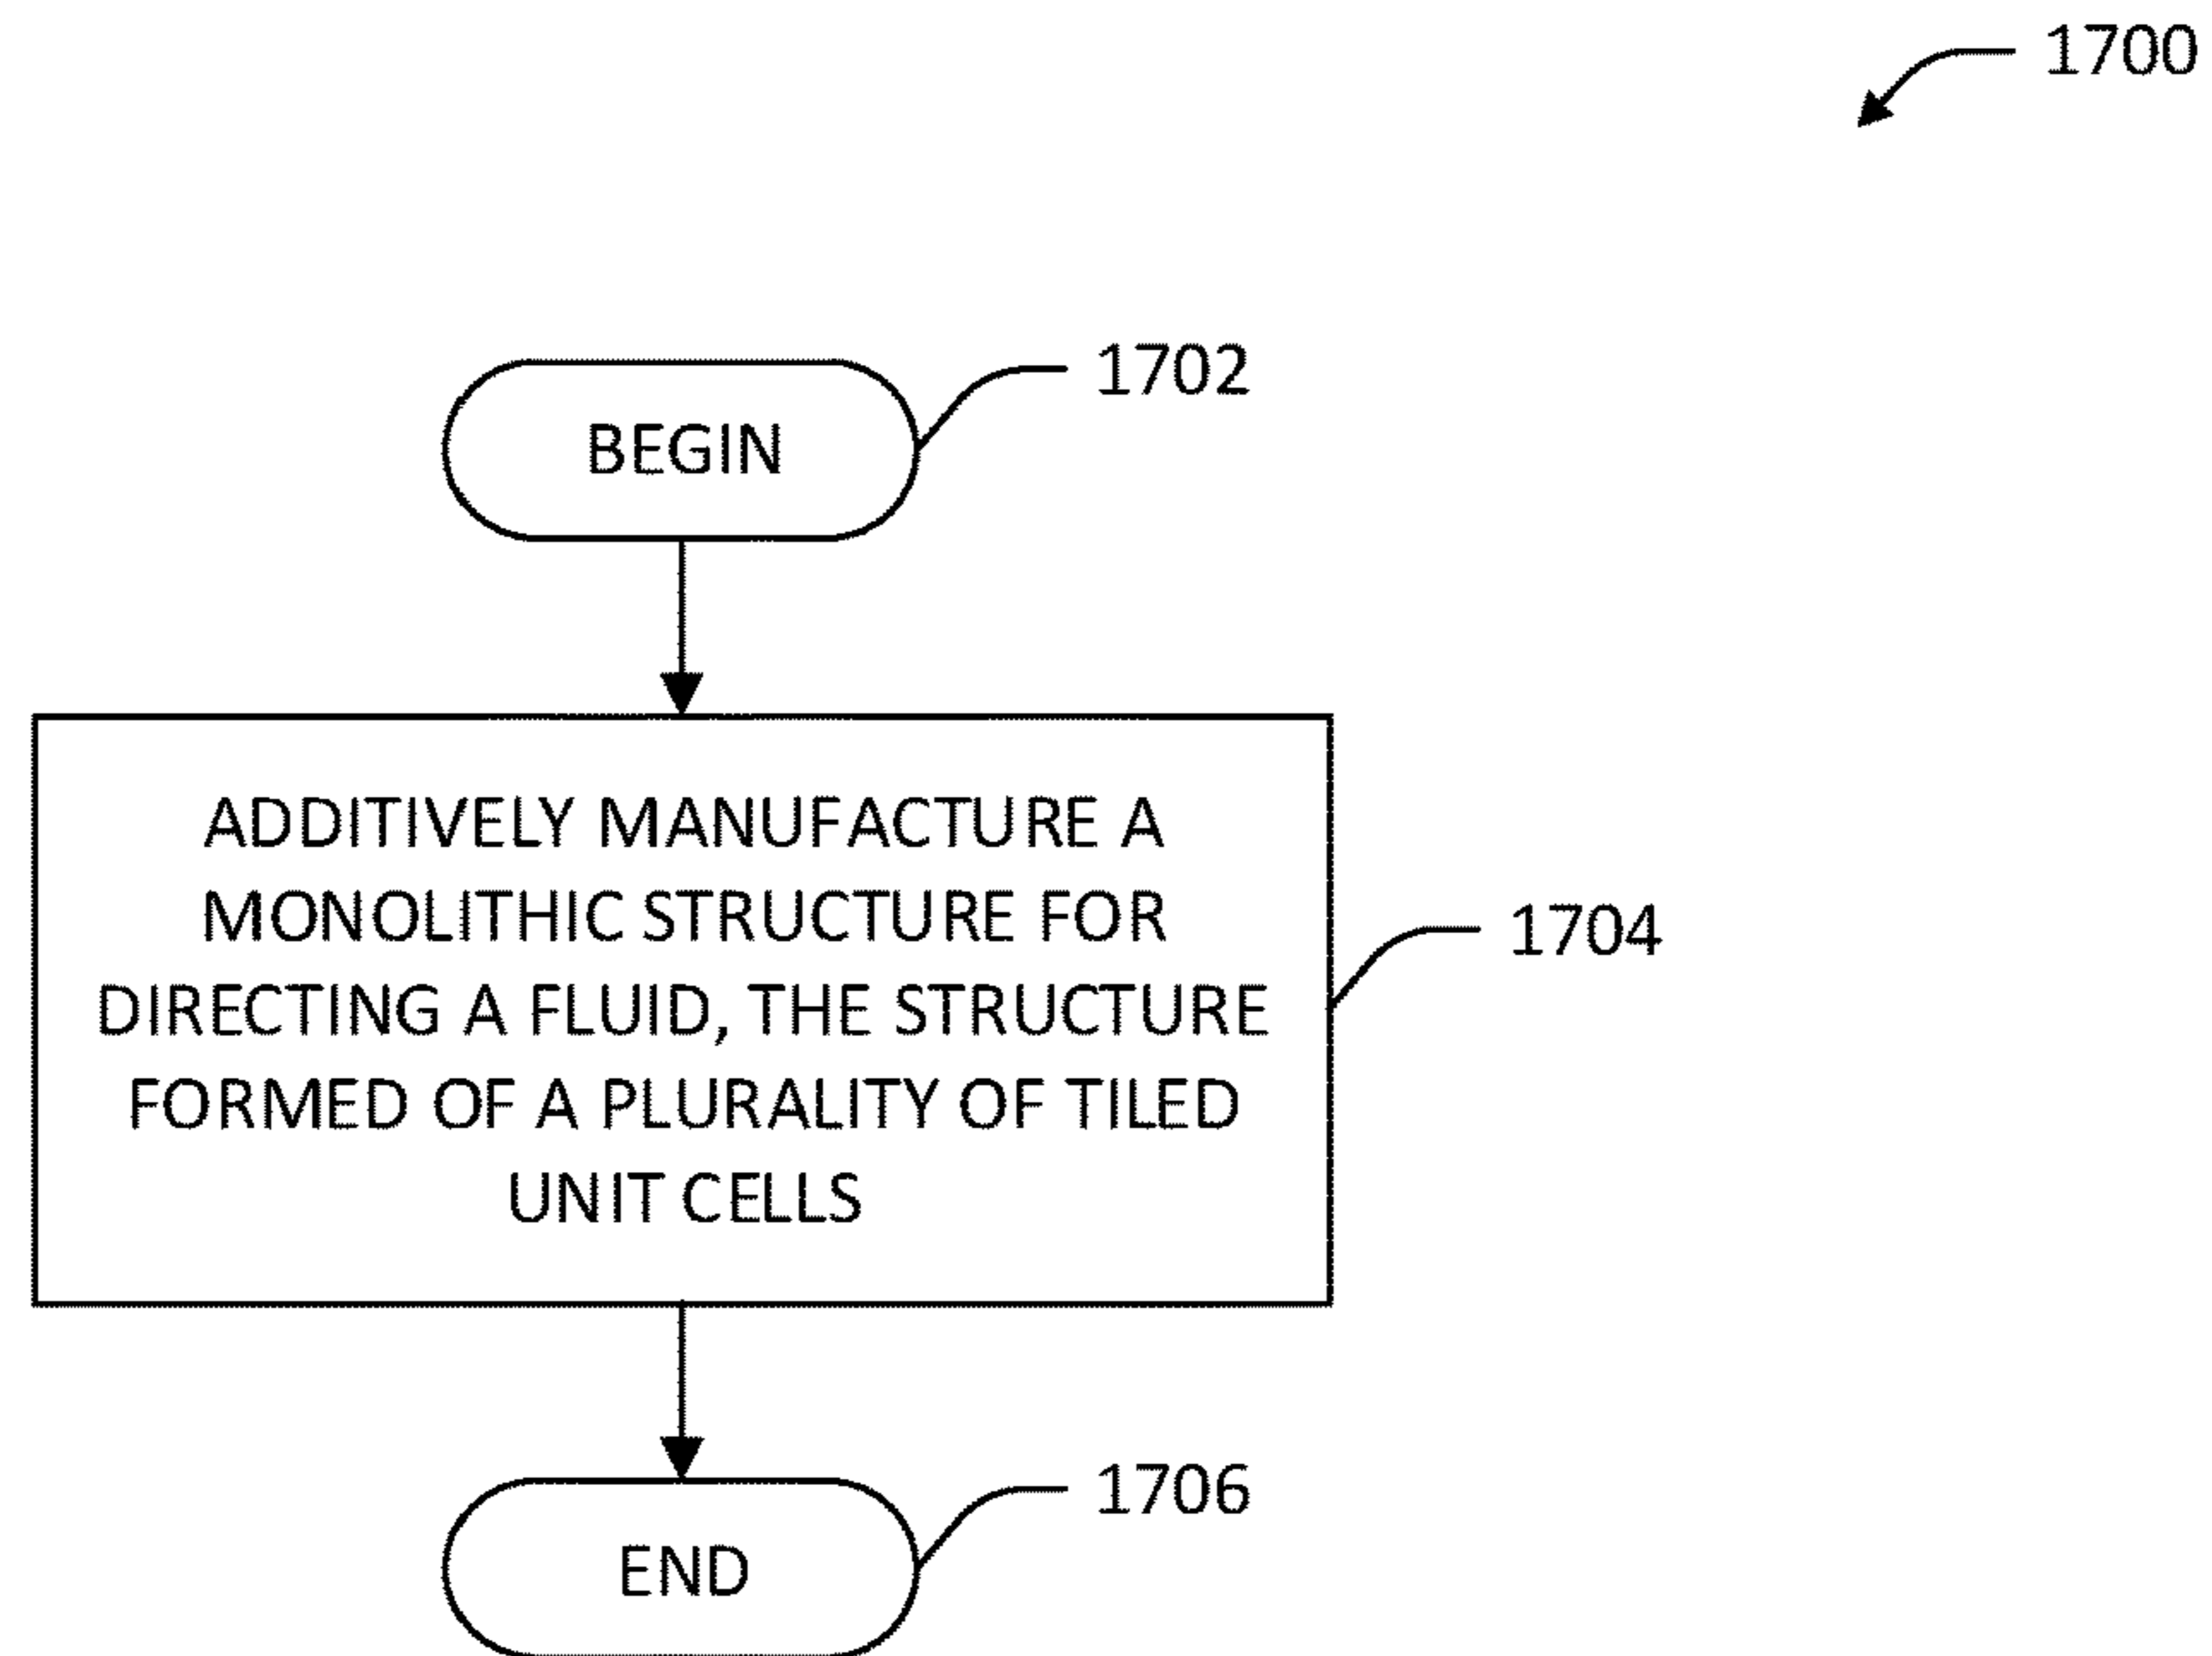 1700
1702
BEGIN
ADDITIVELY MANUFACTURE A
MONOLITHIC STRUCTURE FOR
1704
DIRECTING A FLUID, THE STRUCTURE
FORMED OF A PLURALITY OF TILED
UNIT CELLS
1706
END